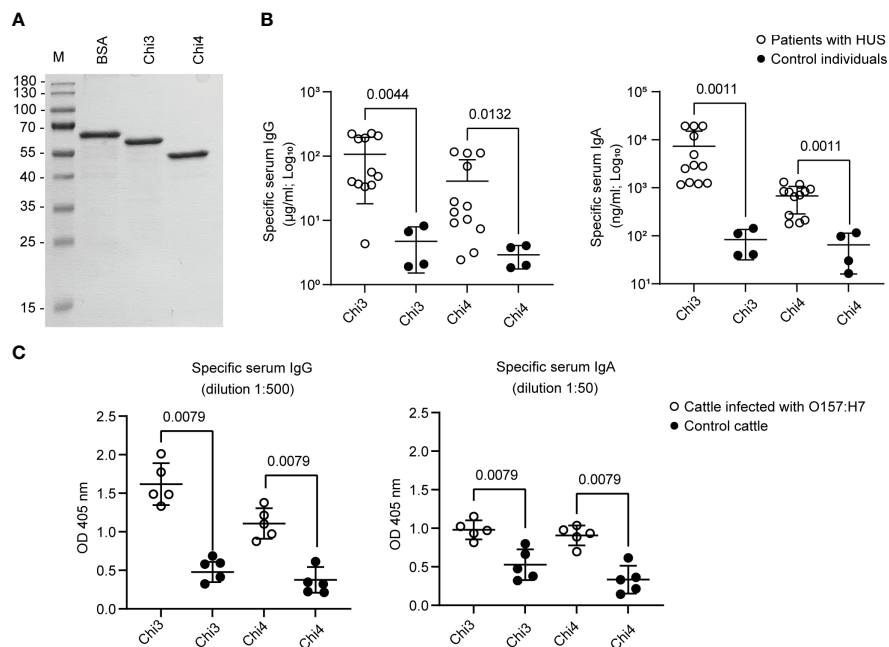 A
M
BSA
Chi3
Chi4
180 -
130 -
100 -
70 -
55 -
40 -
35 -
25 -
15 -
B
Patients with HUS
Control individuals
Specific serum IgG
(µg/ml; Log₁₀)
10³
10²
10¹
10⁰
0.0044
0.0132
Chi3
Chi3
Chi4
Chi4
Specific serum IgA
(ng/ml; Log₁₀)
10⁵
10⁴
10³
10²
10¹
0.0011
0.0011
Chi3
Chi3
Chi4
Chi4
C
Specific serum IgG
(dilution 1:500)
OD 405 nm
2.5
2.0
1.5
1.0
0.5
0.0
0.0079
0.0079
Chi3
Chi3
Chi4
Chi4
Specific serum IgA
(dilution 1:50)
OD 405 nm
2.5
2.0
1.5
1.0
0.5
0.0
0.0079
0.0079
Chi3
Chi3
Chi4
Chi4
Cattle infected with O157:H7
Control cattle